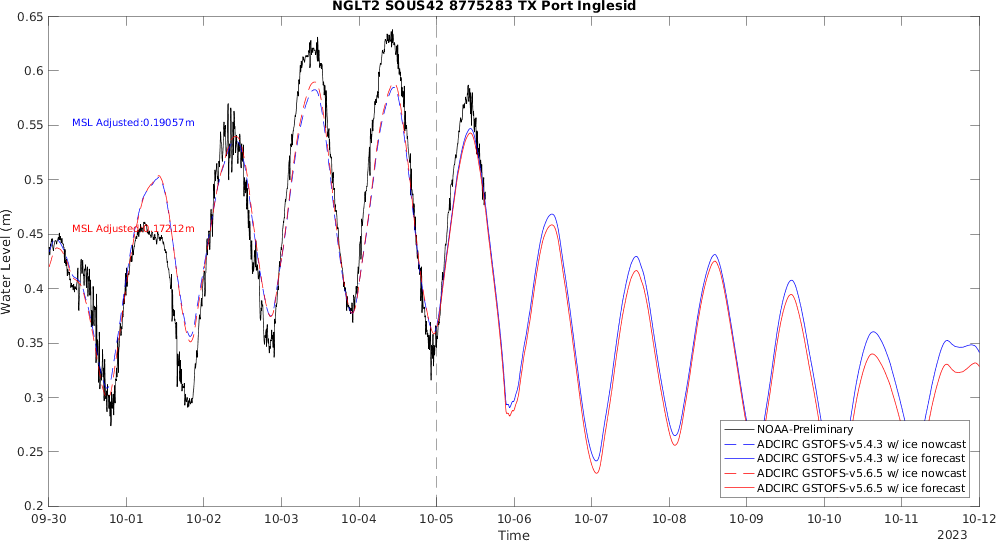 NGLT2 SOUS42 8775283 TX Port Inglesid
0.65
0.6
0.55
0.5
0.45
0.4
0.35
0.3
0.25
0.2
Water Level (m)
MSL Adjusted:0.19057m
MSL Adjusted:0.17212m
NOAA-Preliminary
ADCIRC GSTOFS-v5.4.3 w/ ice nowcast
ADCIRC GSTOFS-v5.4.3 w/ ice forecast
ADCIRC GSTOFS-v5.6.5 w/ ice nowcast
ADCIRC GSTOFS-v5.6.5 w/ ice forecast
09-30 10-01 10-02 10-03 10-04 10-05 10-06 10-07 10-08 10-09 10-10 10-11 10-12
Time
2023